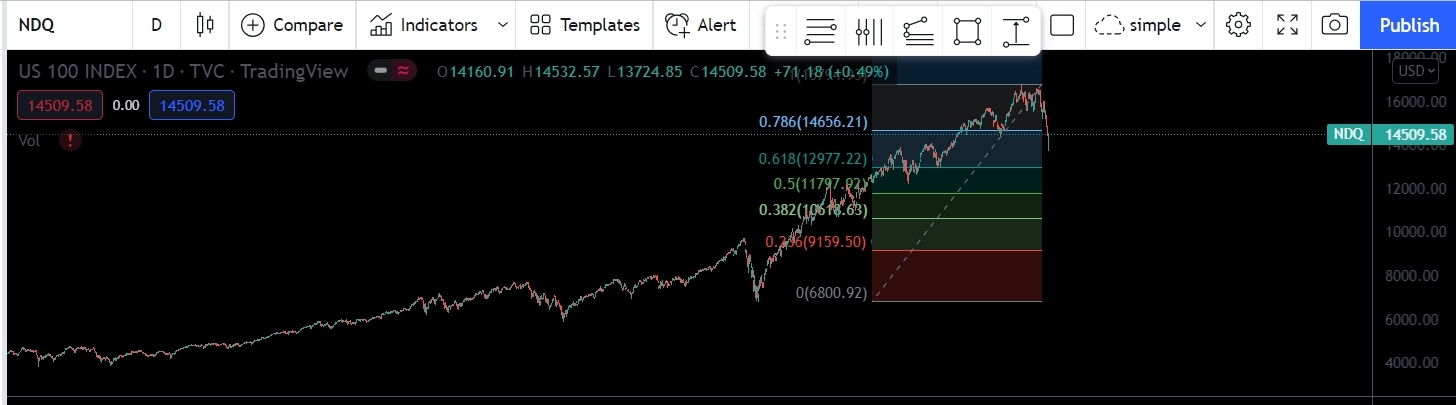 NDQ D Compare Indicators Templates Alert simple Publish
US 100 INDEX · 1D · TVC · TradingView O14160.91 H14532.57 L13724.85 C14509.58 +71.18 (+0.49%)
18000.00
USD
14509.58 0.00 14509.58
16000.00
Vol !
0.786(14656.21)
NDQ 14509.58
14000.00
0.618(12977.22)
0.5(11797.92)
12000.00
0.382(10618.63)
10000.00
0.236(9159.50)
8000.00
0(6800.92)
6000.00
4000.00